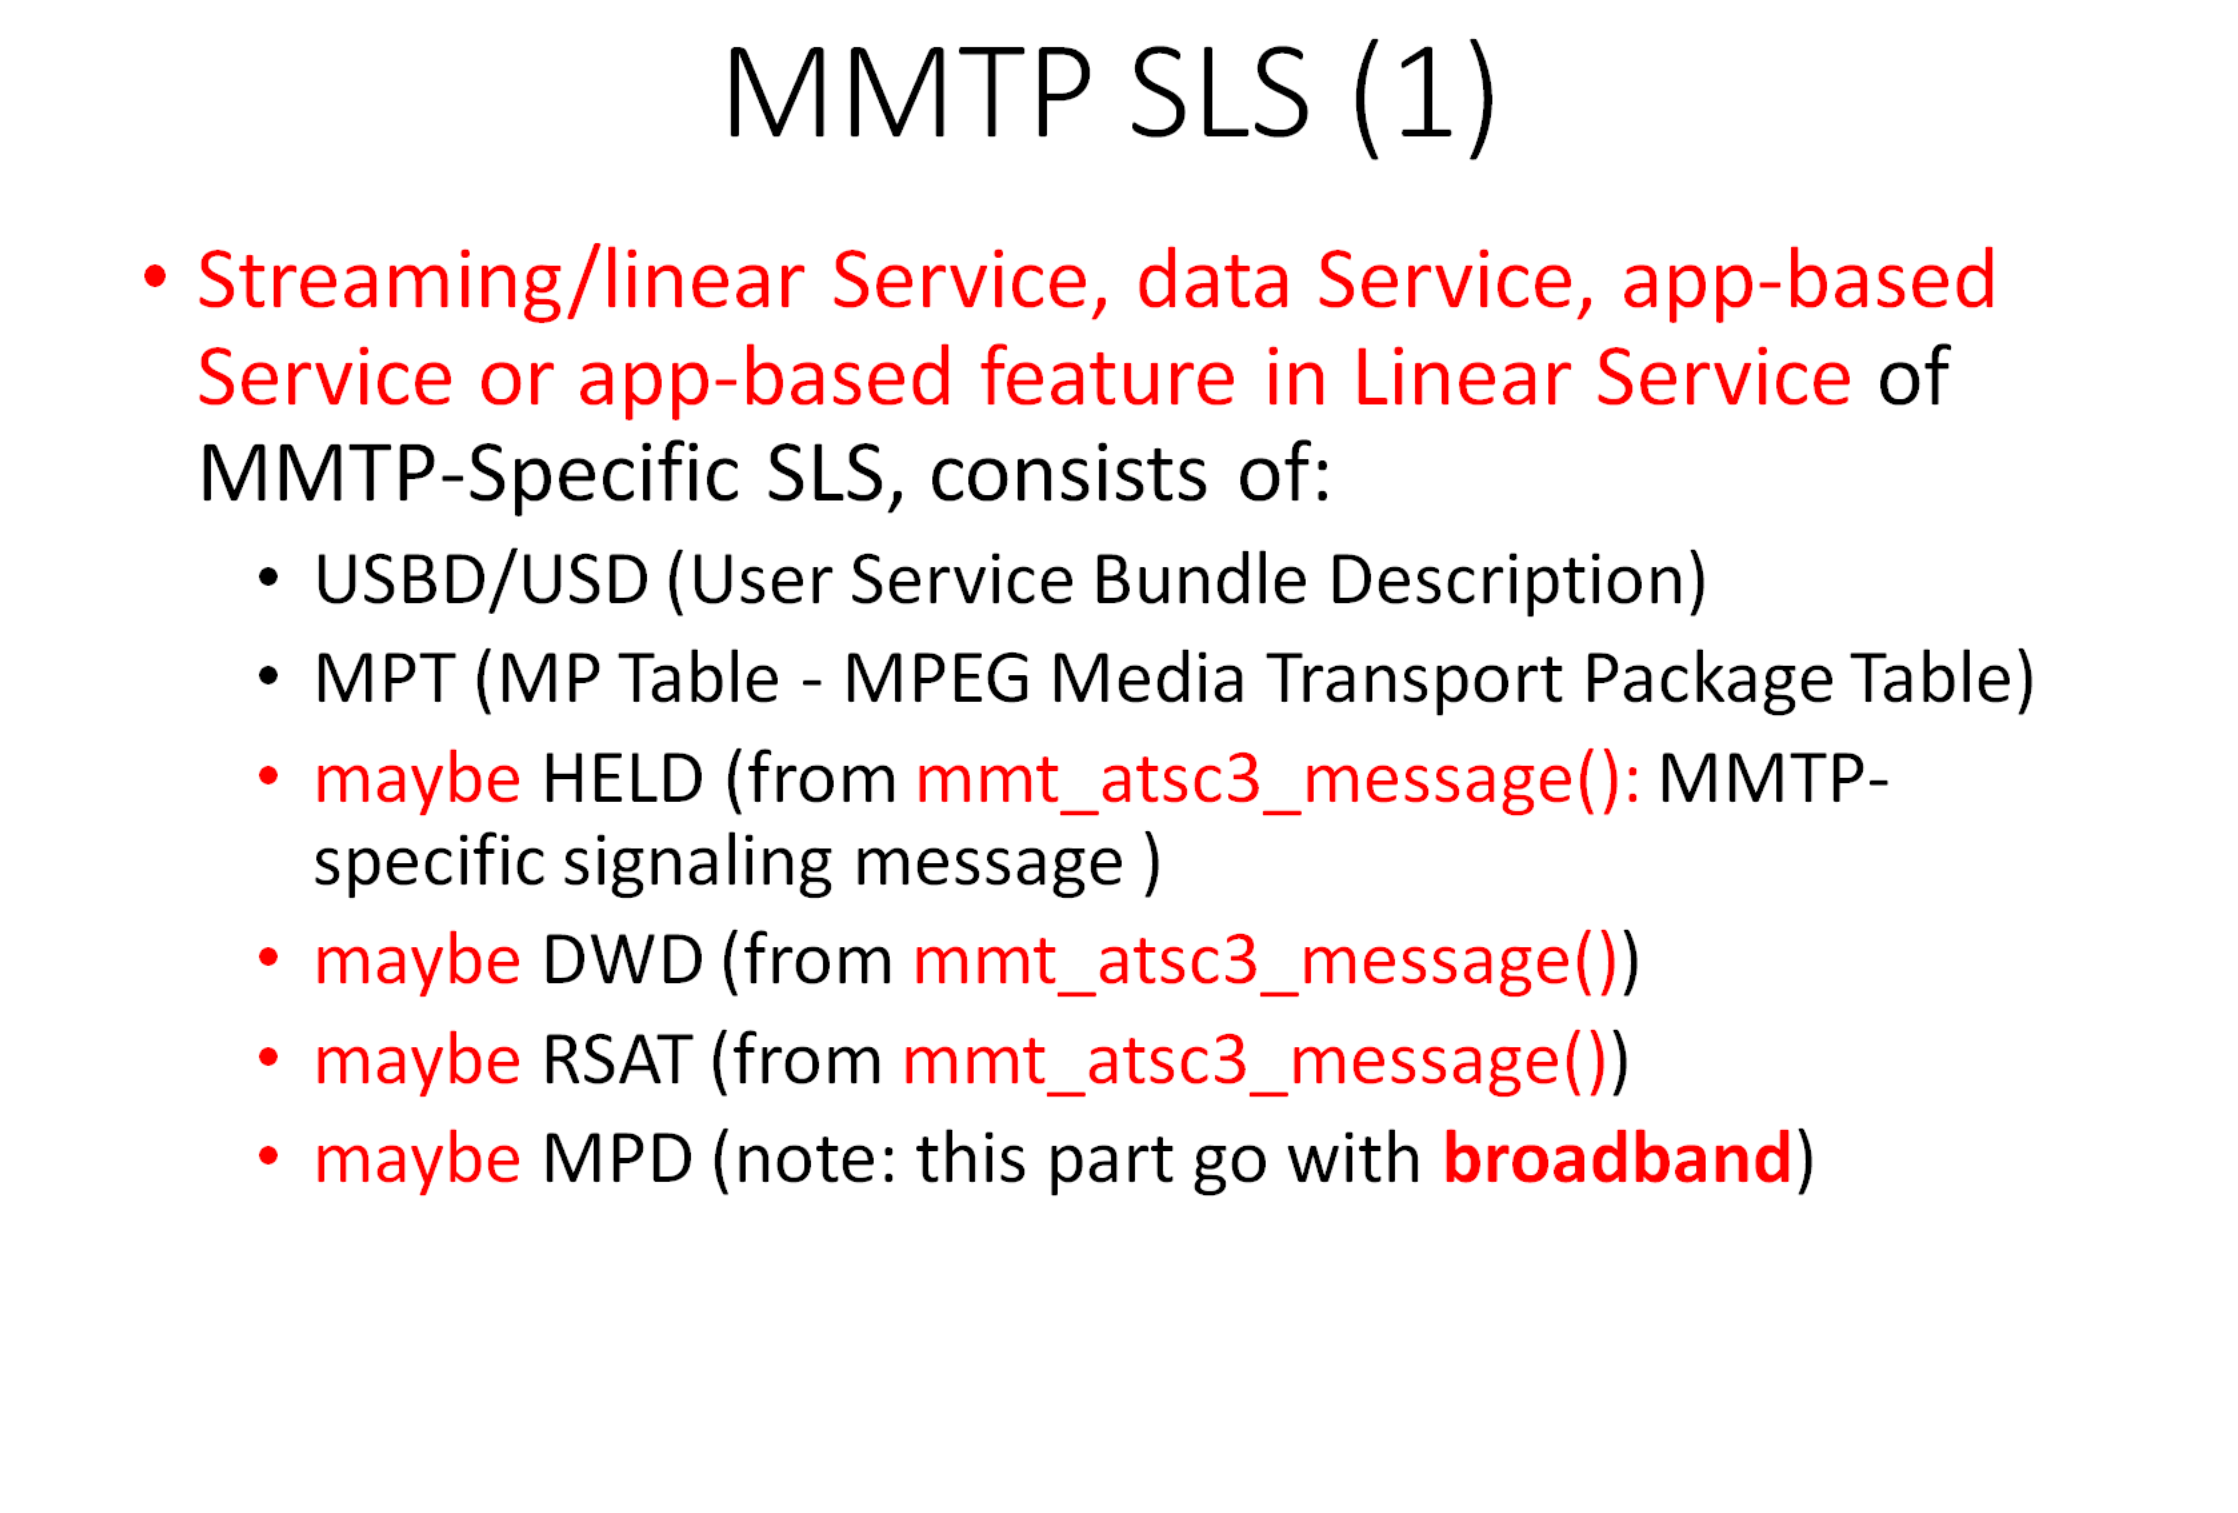 MMTP SLS (1)
• Streaming/linear Service, data Service, app-based
Service or app-based feature in Linear Service of
MMTP-Specific SLS, consists of:
• USBD/USD (User Service Bundle Description)
• MPT (MP Table - MPEG Media Transport Package Table)
• maybe HELD (from mmt_atsc3_message(): MMTP-
specific signaling message )
• maybe DWD (from mmt_atsc3_message())
• maybe RSAT (from mmt_atsc3_message())
• maybe MPD (note: this part go with broadband)